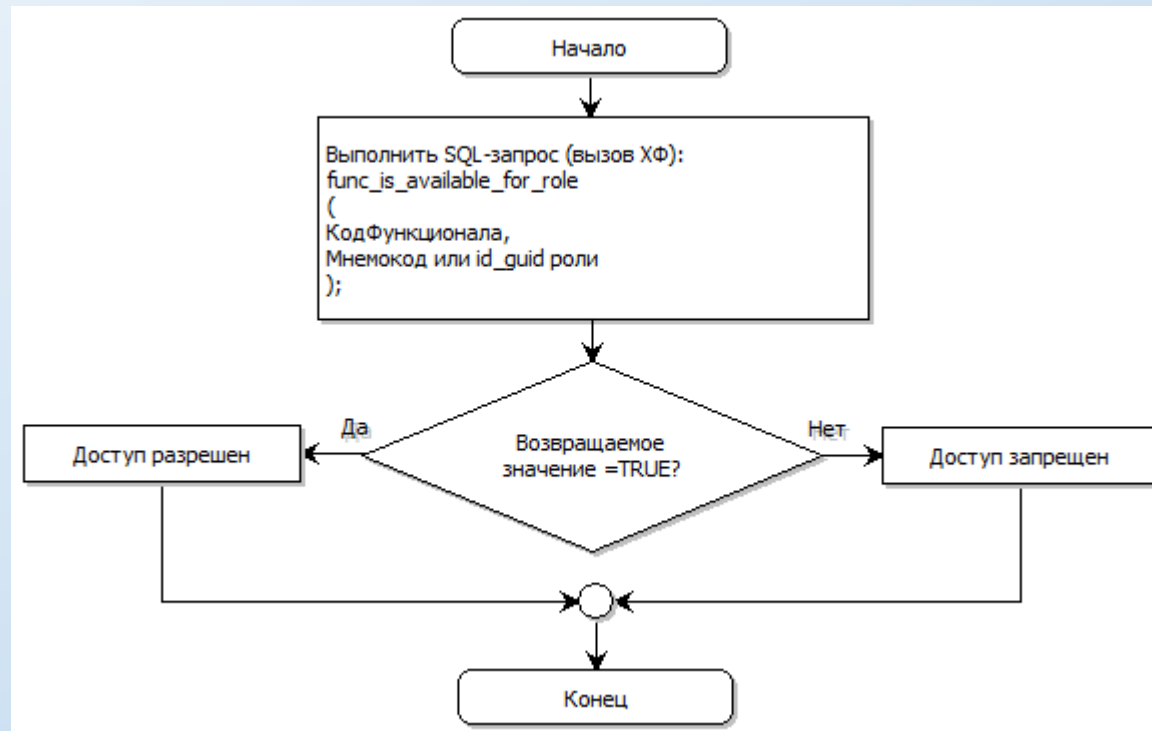 Начало
Выполнить SQL-запрос (вызов ХФ):
func_is_available_for_role
(
КодФункционала,
Мнемокод или id_guid роли
);
Да
Нет
Доступ разрешен
Возвращаемое
значение =TRUE?
Доступ запрещен
Конец